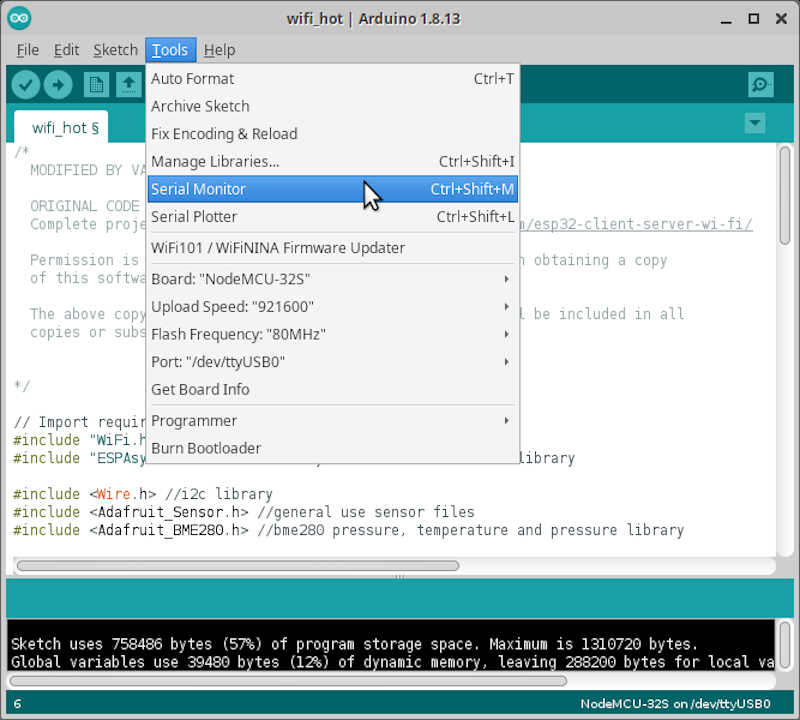 wifi_hot | Arduino 1.8.13
File Edit Sketch Tools Help
Auto Format Ctrl+T
Archive Sketch
Fix Encoding & Reload
Manage Libraries... Ctrl+Shift+I
Serial Monitor Ctrl+Shift+M
Serial Plotter Ctrl+Shift+L
WiFi101 / WiFiNINA Firmware Updater
Board: "NodeMCU-32S"
Upload Speed: "921600"
Flash Frequency: "80MHz"
Port: "/dev/ttyUSB0"
Get Board Info
Programmer
Burn Bootloader
wifi_hot §
/*
MODIFIED BY
ORIGINAL CODE
Complete /esp32-client-server-wi-fi/
Permission is obtaining a copy
of this
The above be included in all
copies or
*/
// Import
#include "WiFi.h
#include library
#include <Wire.h> //i2c library
#include <Adafruit_Sensor.h> //general use sensor files
#include <Adafruit_BME280.h> //bme280 pressure, temperature and pressure library
Sketch uses 758486 bytes (57%) of program storage space. Maximum is 1310720 bytes.
Global variables use 39480 bytes (12%) of dynamic memory, leaving 288200 bytes for local va
6 NodeMCU-32S on /dev/ttyUSB0